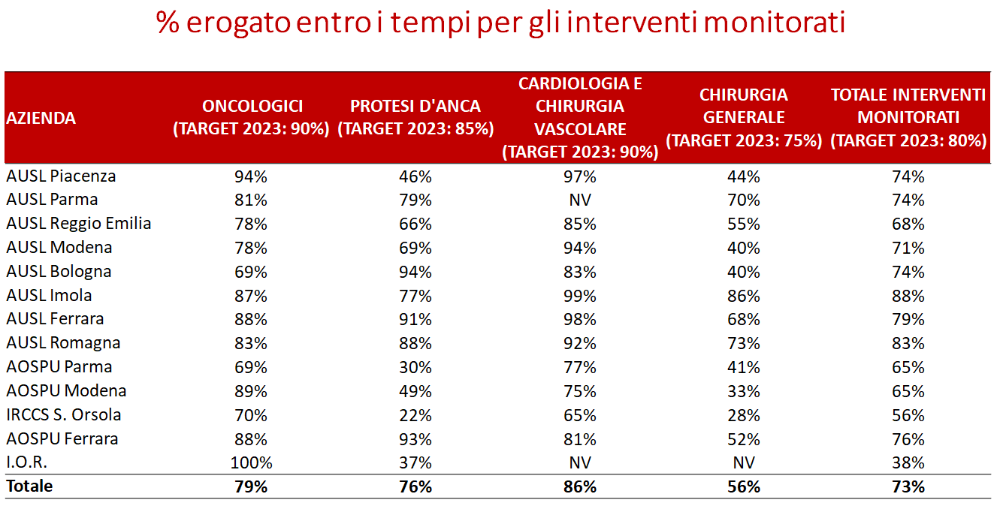 % erogato entro i tempi per gli interventi monitorati
AZIENDA ONCOLOGICI (TARGET 2023: 90%) PROTESI D'ANCA (TARGET 2023: 85%) CARDIOLOGIA E CHIRURGIA VASCOLARE (TARGET 2023: 90%) CHIRURGIA GENERALE (TARGET 2023: 75%) TOTALE INTERVENTI MONITORATI (TARGET 2023: 80%)
AUSL Piacenza 94% 46% 97% 44% 74%
AUSL Parma 81% 79% NV 70% 74%
AUSL Reggio Emilia 78% 66% 85% 55% 68%
AUSL Modena 78% 69% 94% 40% 71%
AUSL Bologna 69% 94% 83% 40% 74%
AUSL Imola 87% 77% 99% 86% 88%
AUSL Ferrara 88% 91% 98% 68% 79%
AUSL Romagna 83% 88% 92% 73% 83%
AOSPU Parma 69% 30% 77% 41% 65%
AOSPU Modena 89% 49% 75% 33% 65%
IRCCS S. Orsola 70% 22% 65% 28% 56%
AOSPU Ferrara 88% 93% 81% 52% 76%
I.O.R. 100% 37% NV NV 38%
Totale 79% 76% 86% 56% 73%